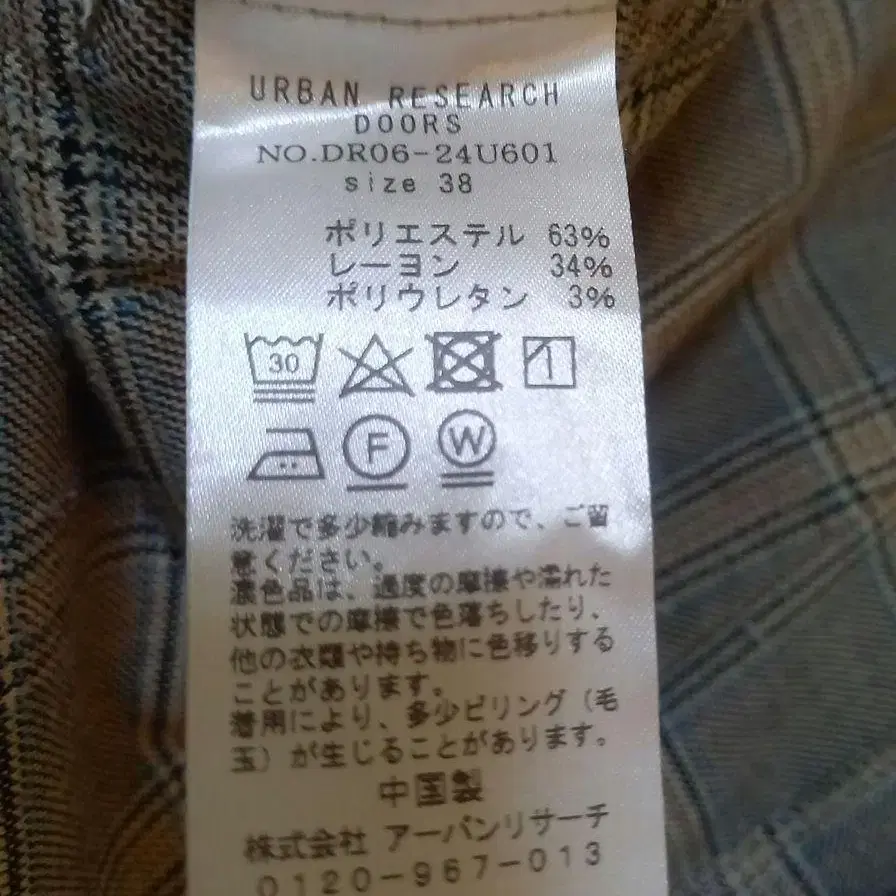 URBAN RESEARCH
DOORS
NO.DR06-24U601
size 38
ポリエステル 63%
レーヨン 34%
ポリウレタン 3%
30
F W
洗濯で多少縮みますので、ご留
意ください。
濃色品は、過度の摩擦や濡れた
状態での摩擦で色落ちしたり、
他の衣類や持ち物に色移りする
ことがあります。
着用により、多少ピリング（毛
玉）が生じることがあります。
中国製
株式会社 アーバンリサーチ
0120-967-013